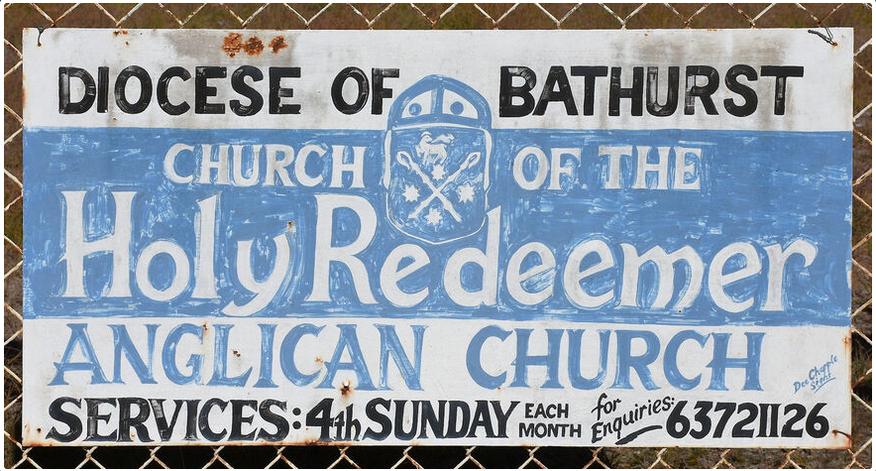 DIOCESE OF BATHURST
CHURCH OF THE
Holy Redeemer
ANGLICAN CHURCH
Dee Chapple
Signs
SERVICES: 4th SUNDAY EACH MONTH for Enquiries: 63721126